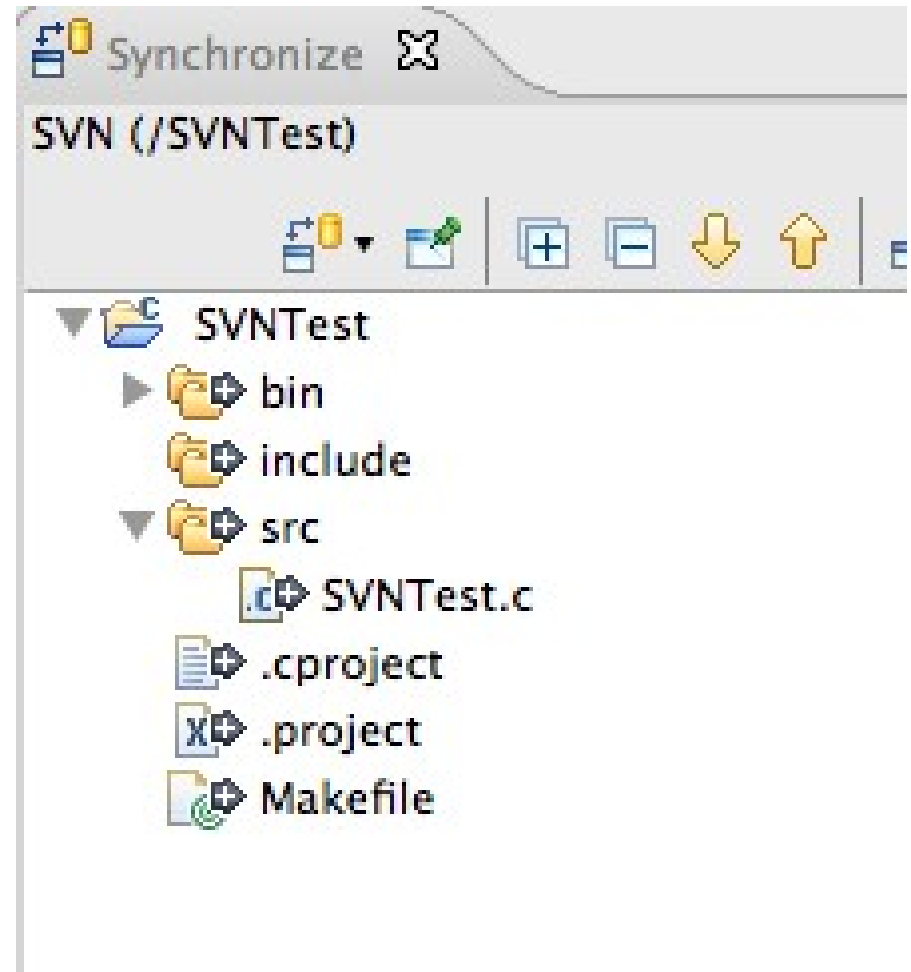 Synchronize
SVN (/SVNTest)
SVNTest
bin
include
src
SVNTest.c
.cproject
.project
Makefile